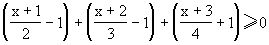 ((x+1)/2 −1) + ((x+2)/3 −1) + ((x+3)/4 +1) ⩾0